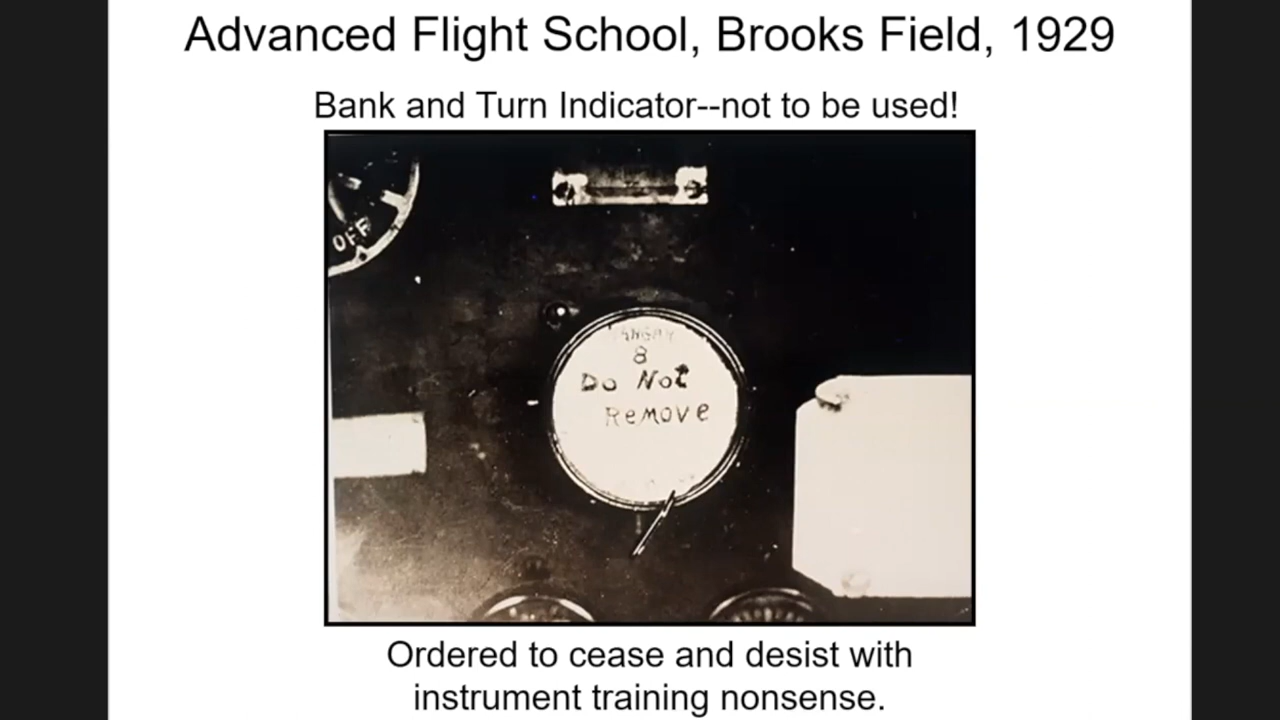 Advanced Flight School, Brooks Field, 1929
Bank and Turn Indicator--not to be used!
OFF
8
Do Not
Remove
Ordered to cease and desist with
instrument training nonsense.